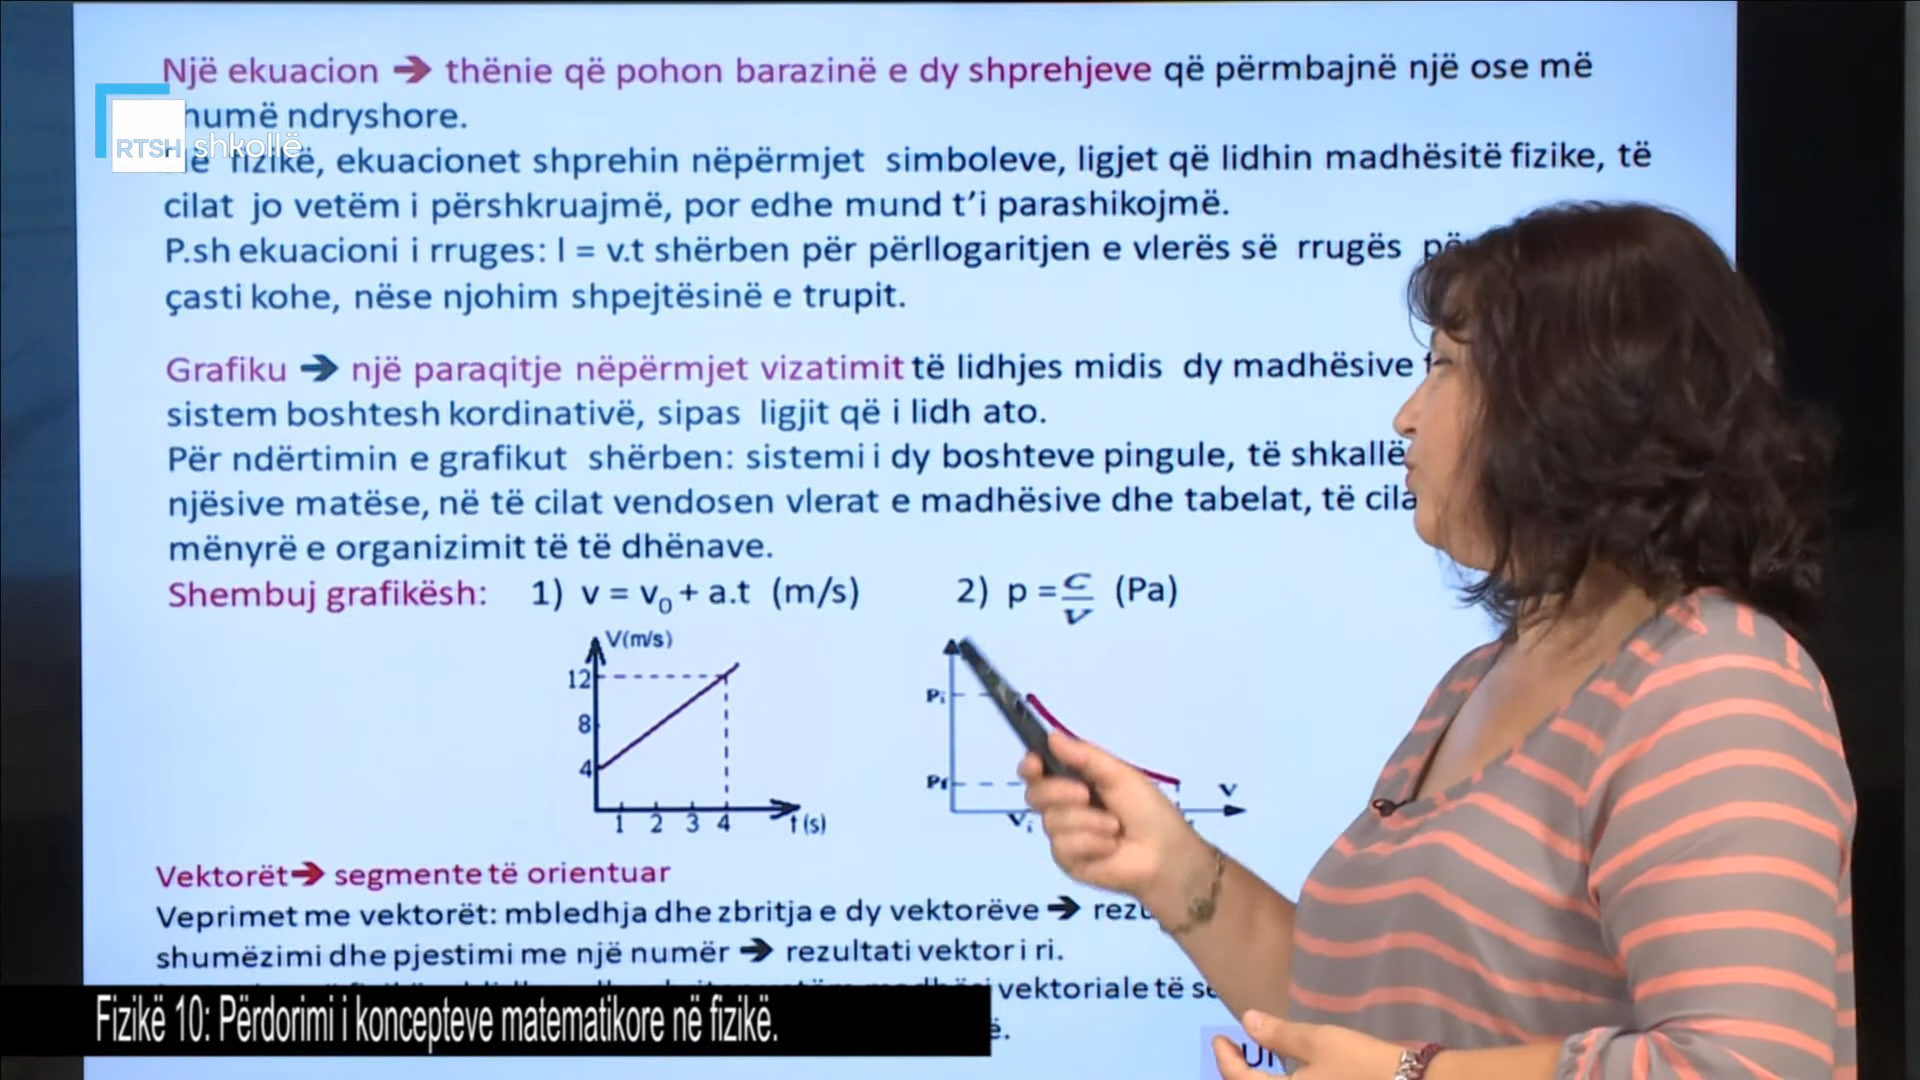 Një ekuacion ➔ thënie që pohon barazinë e dy shprehjeve që përmbajnë një ose më
ndryshore.
RTSH shkollë
fizikë, ekuacionet shprehin nëpërmjet simboleve, ligjet që lidhin madhësitë fizike, të
cilat jo vetëm i përshkruajmë, por edhe mund t'i parashikojmë.
P.sh ekuacioni i rruges: l = v.t shërben për përllogaritjen e vlerës së rrugës
çasti kohe, nëse njohim shpejtësinë e trupit.
Grafiku ➔ një paraqitje nëpërmjet vizatimit të lidhjes midis dy madhësive
sistem boshtesh kordinativë, sipas ligjit që i lidh ato.
Për ndërtimin e grafikut shërben: sistemi i dy boshteve pingule, të shkallë
njësive matëse, në të cilat vendosen vlerat e madhësive dhe tabelat, të cila
mënyrë e organizimit të të dhënave.
Shembuj grafikësh: 1) v = v₀ + a.t (m/s) 2) p = C/V (Pa)
V(m/s)
12
8
4
1 2 3 4 t(s)
Pi
Pf
Vi
V
Vektorët ➔ segmente të orientuar
Veprimet me vektorët: mbledhja dhe zbritja e dy vektorëve ➔
shumëzimi dhe pjestimi me një numër ➔ rezultati vektor i ri.
vektoriale të
Fizikë 10: Përdorimi i koncepteve matematikore në fizikë.